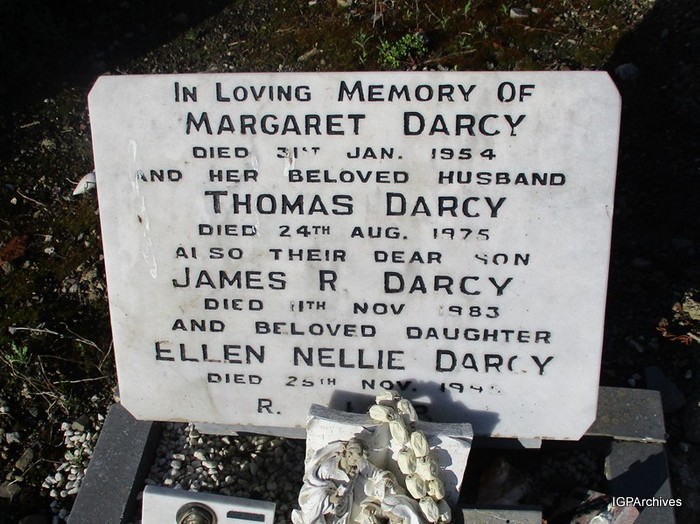 IN LOVING MEMORY OF
MARGARET DARCY
DIED 31ST JAN. 1954
AND HER BELOVED HUSBAND
THOMAS DARCY
DIED 24TH AUG. 1975
ALSO THEIR DEAR SON
JAMES R DARCY
DIED 11TH NOV 1983
AND BELOVED DAUGHTER
ELLEN NELLIE DARCY
DIED 25TH NOV.
R.
IGPArchives